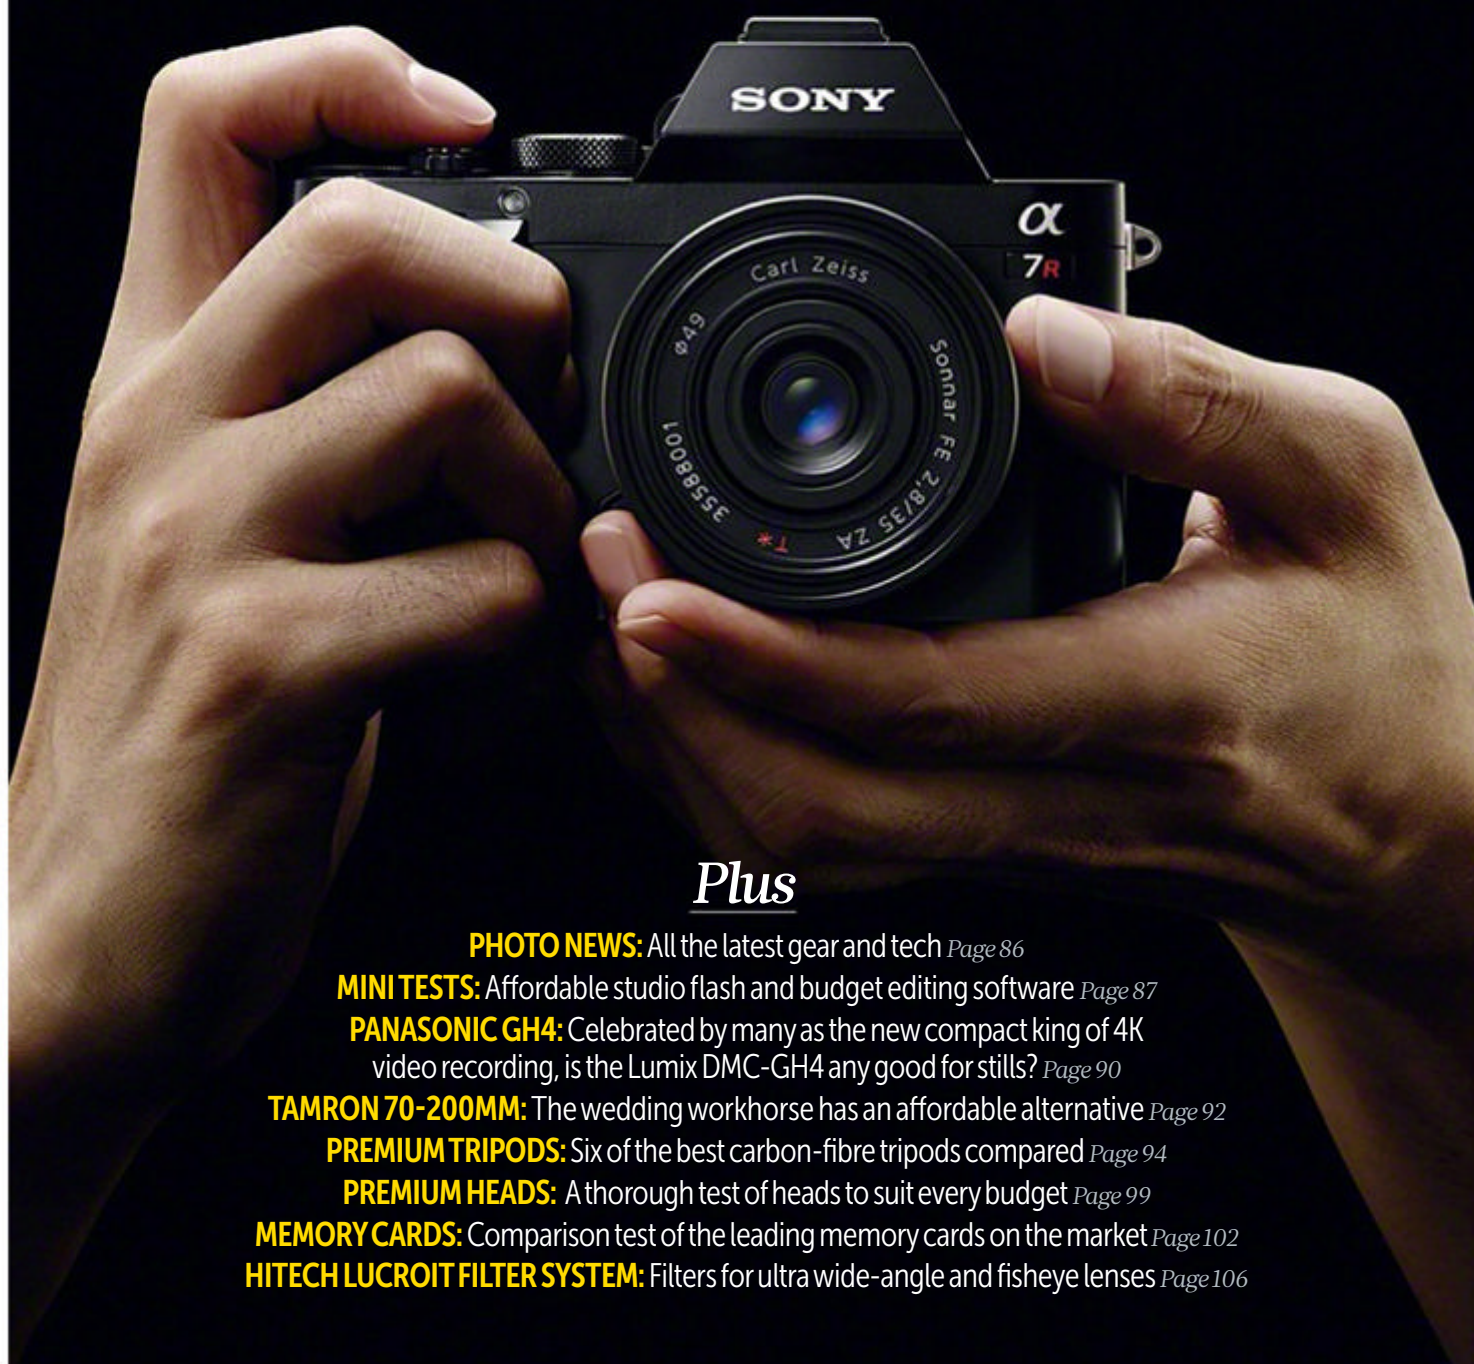 SONY
α
7R
Carl Zeiss
Sonnar FE 2,8/35 ZA
T*
35588001
ø49
Plus
PHOTO NEWS: All the latest gear and tech Page 86
MINI TESTS: Affordable studio flash and budget editing software Page 87
PANASONIC GH4: Celebrated by many as the new compact king of 4K
video recording, is the Lumix DMC-GH4 any good for stills? Page 90
TAMRON 70-200MM: The wedding workhorse has an affordable alternative Page 92
PREMIUM TRIPODS: Six of the best carbon-fibre tripods compared Page 94
PREMIUM HEADS: A thorough test of heads to suit every budget Page 99
MEMORY CARDS: Comparison test of the leading memory cards on the market Page 102
HITECH LUCROIT FILTER SYSTEM: Filters for ultra wide-angle and fisheye lenses Page 106